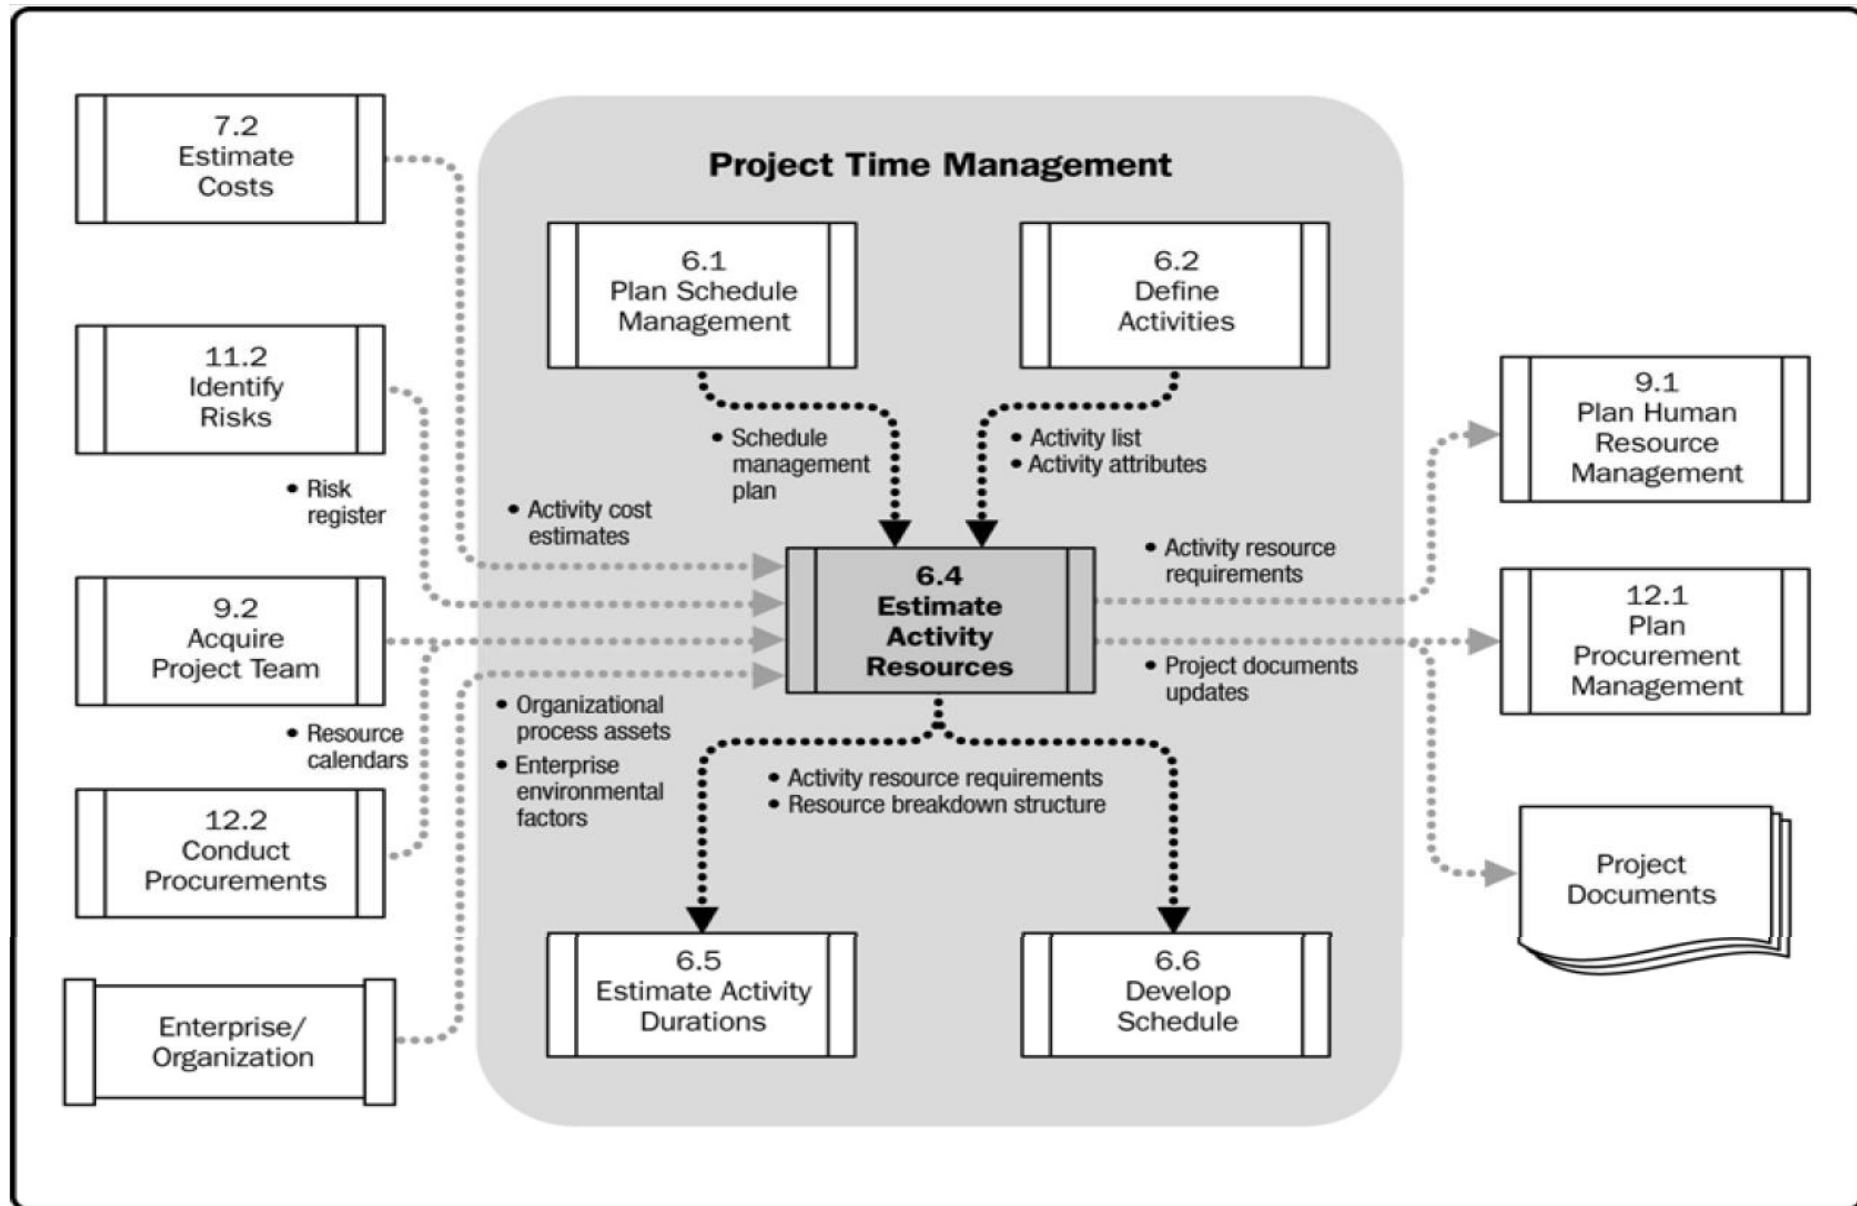 7.2
Estimate
Costs
11.2
Identify
Risks
• Risk
register
9.2
Acquire
Project Team
• Resource
calendars
12.2
Conduct
Procurements
Enterprise/
Organization
Project Time Management
6.1
Plan Schedule
Management
6.2
Define
Activities
• Schedule
management
plan
• Activity list
• Activity attributes
• Activity cost
estimates
6.4
Estimate
Activity
Resources
• Organizational
process assets
• Enterprise
environmental
factors
• Activity resource
requirements
• Project documents
updates
• Activity resource requirements
• Resource breakdown structure
6.5
Estimate Activity
Durations
6.6
Develop
Schedule
9.1
Plan Human
Resource
Management
12.1
Plan
Procurement
Management
Project
Documents